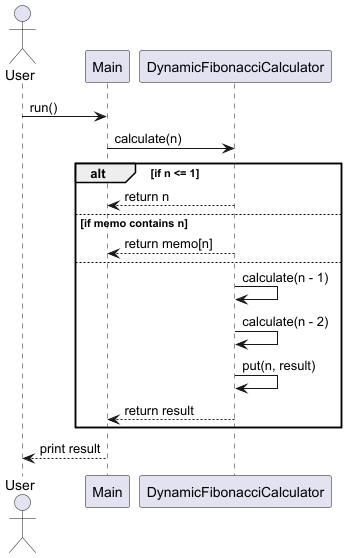 User
Main
DynamicFibonacciCalculator
run()
calculate(n)
alt
[if n <= 1]
return n
[if memo contains n]
return memo[n]
calculate(n - 1)
calculate(n - 2)
put(n, result)
return result
print result
User
Main
DynamicFibonacciCalculator